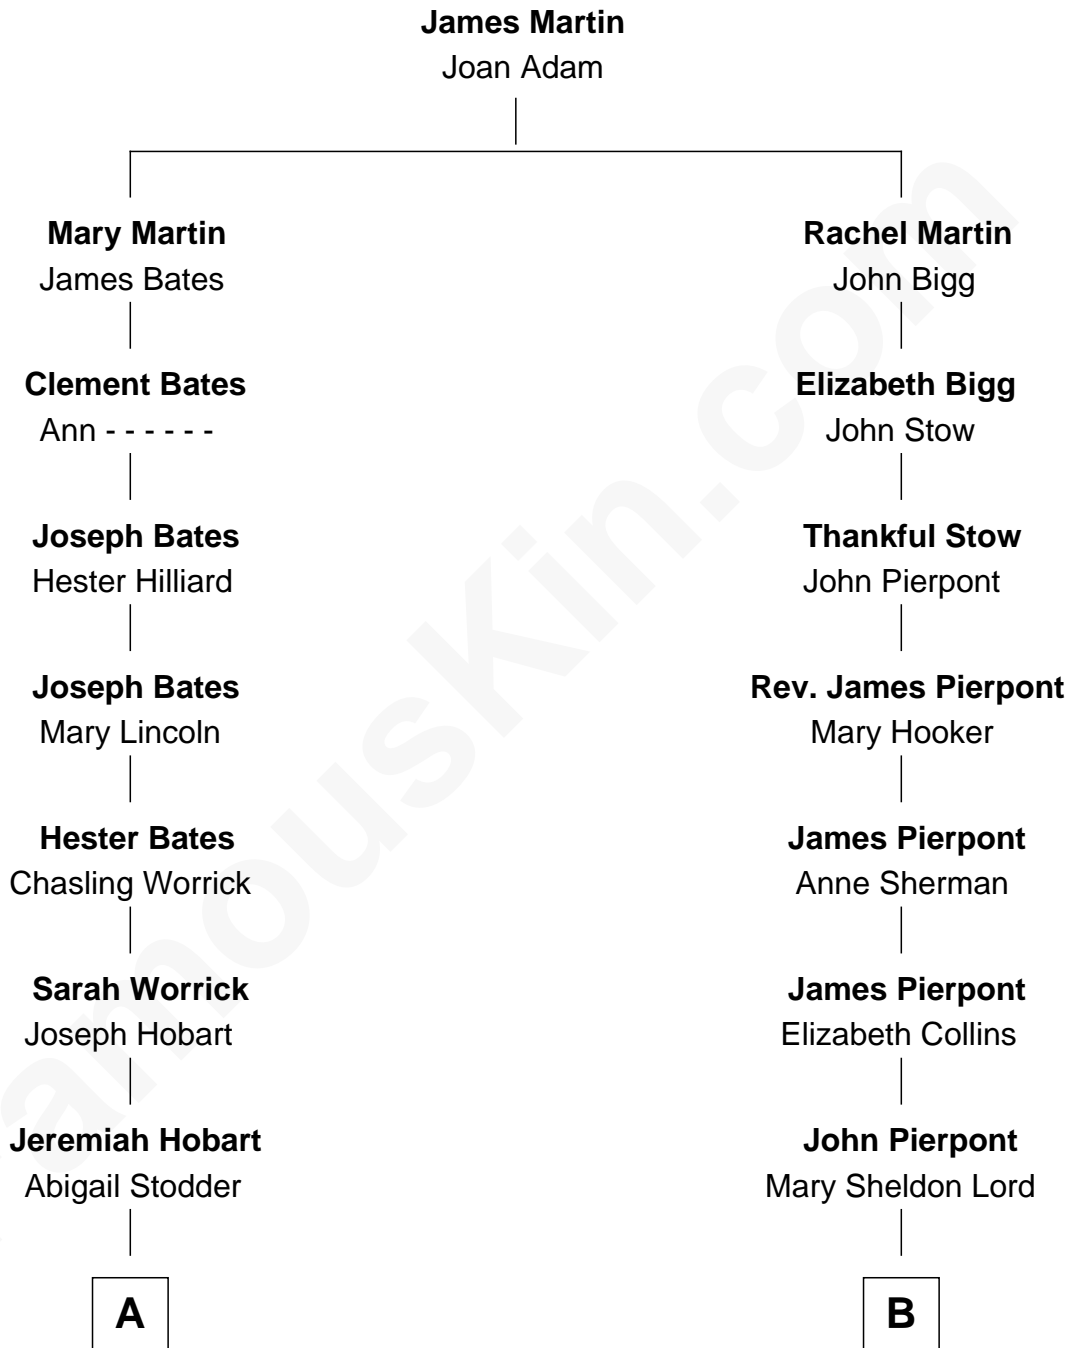 James Martin
Joan Adam
Mary Martin
James Bates
Rachel Martin
John Bigg
Clement Bates
Ann - - - - - -
Elizabeth Bigg
John Stow
Joseph Bates
Hester Hilliard
Thankful Stow
John Pierpont
Joseph Bates
Mary Lincoln
Rev. James Pierpont
Mary Hooker
Hester Bates
Chasling Worrick
James Pierpont
Anne Sherman
Sarah Worrick
Joseph Hobart
James Pierpont
Elizabeth Collins
Jeremiah Hobart
Abigail Stodder
John Pierpont
Mary Sheldon Lord
A
B
amousKin.com